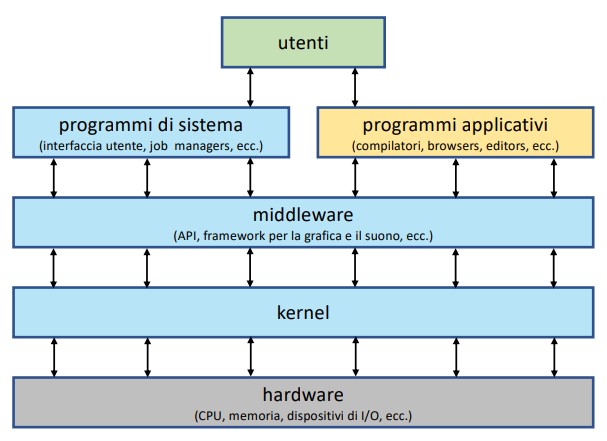 utenti
programmi di sistema
(interfaccia utente, job managers, ecc.)
programmi applicativi
(compilatori, browsers, editors, ecc.)
middleware
(API, framework per la grafica e il suono, ecc.)
kernel
hardware
(CPU, memoria, dispositivi di I/O, ecc.)